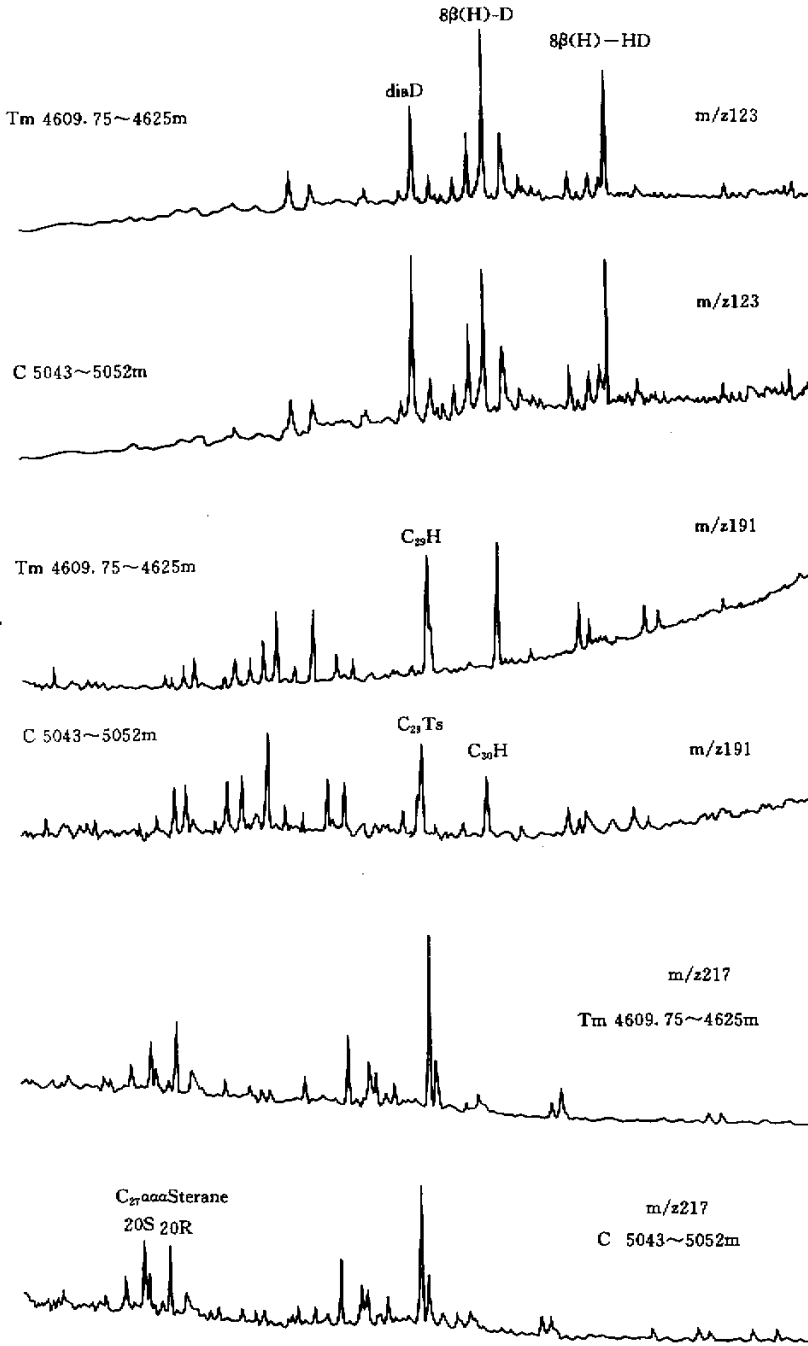 8β(H)-D
8β(H)—HD
diaD
Tm 4609.75～4625m
m/z123
m/z123
C 5043～5052m
m/z191
C₂₉H
Tm 4609.75～4625m
C 5043～5052m
C₂₉Ts
C₃₀H
m/z191
m/z217
Tm 4609.75～4625m
C₂₇αααSterane
20S 20R
m/z217
C 5043～5052m